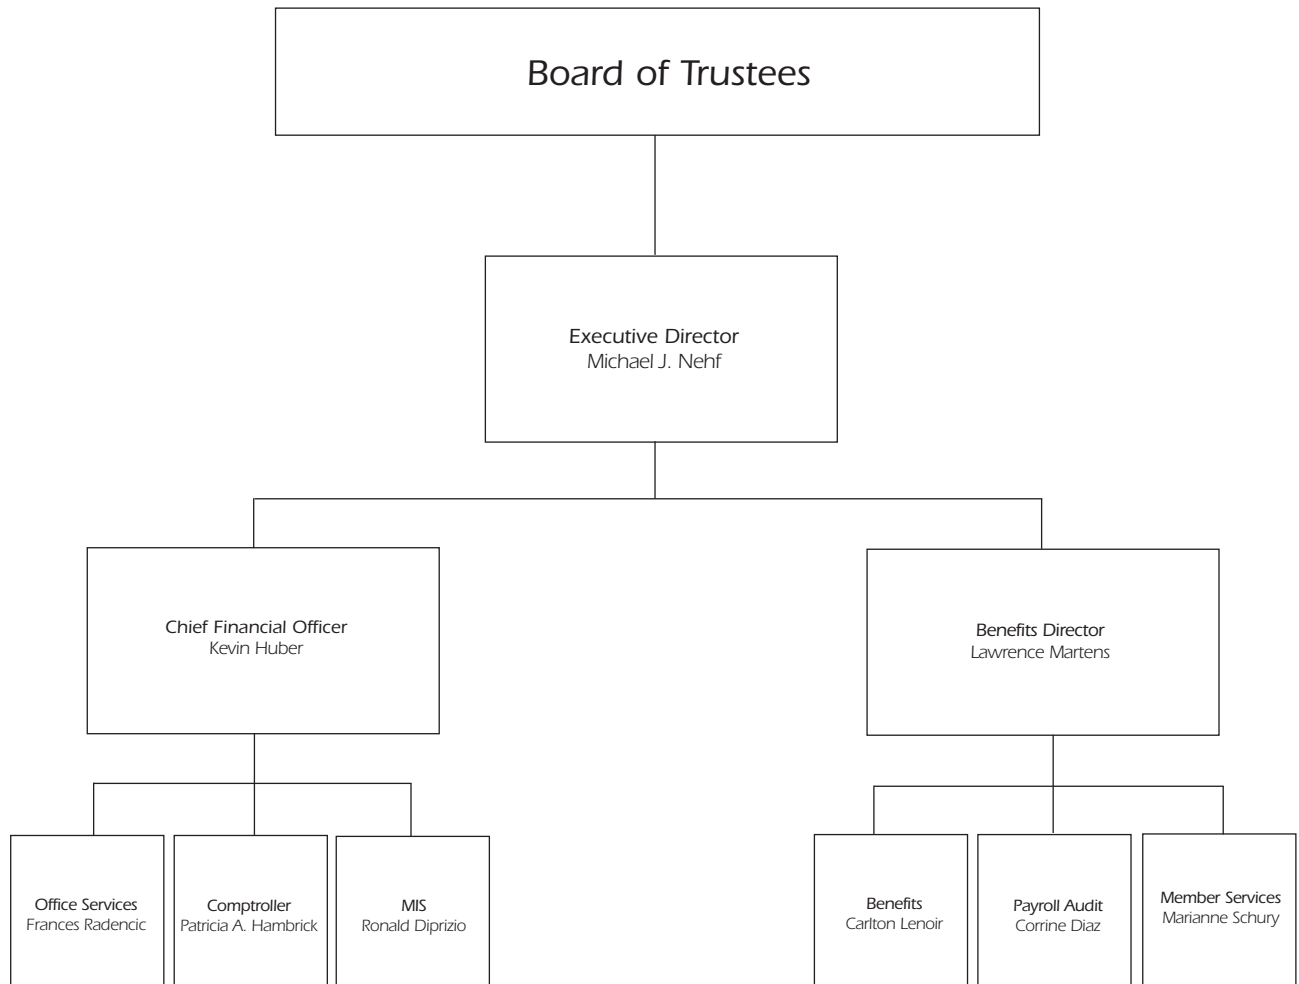 Board of Trustees
Executive Director
Michael J. Nehf
Chief Financial Officer
Kevin Huber
Benefits Director
Lawrence Martens
Office Services
Frances Radencic
Comptroller
Patricia A. Hambrick
MIS
Ronald Diprizio
Benefits
Carlton Lenoir
Payroll Audit
Corrine Diaz
Member Services
Marianne Schury